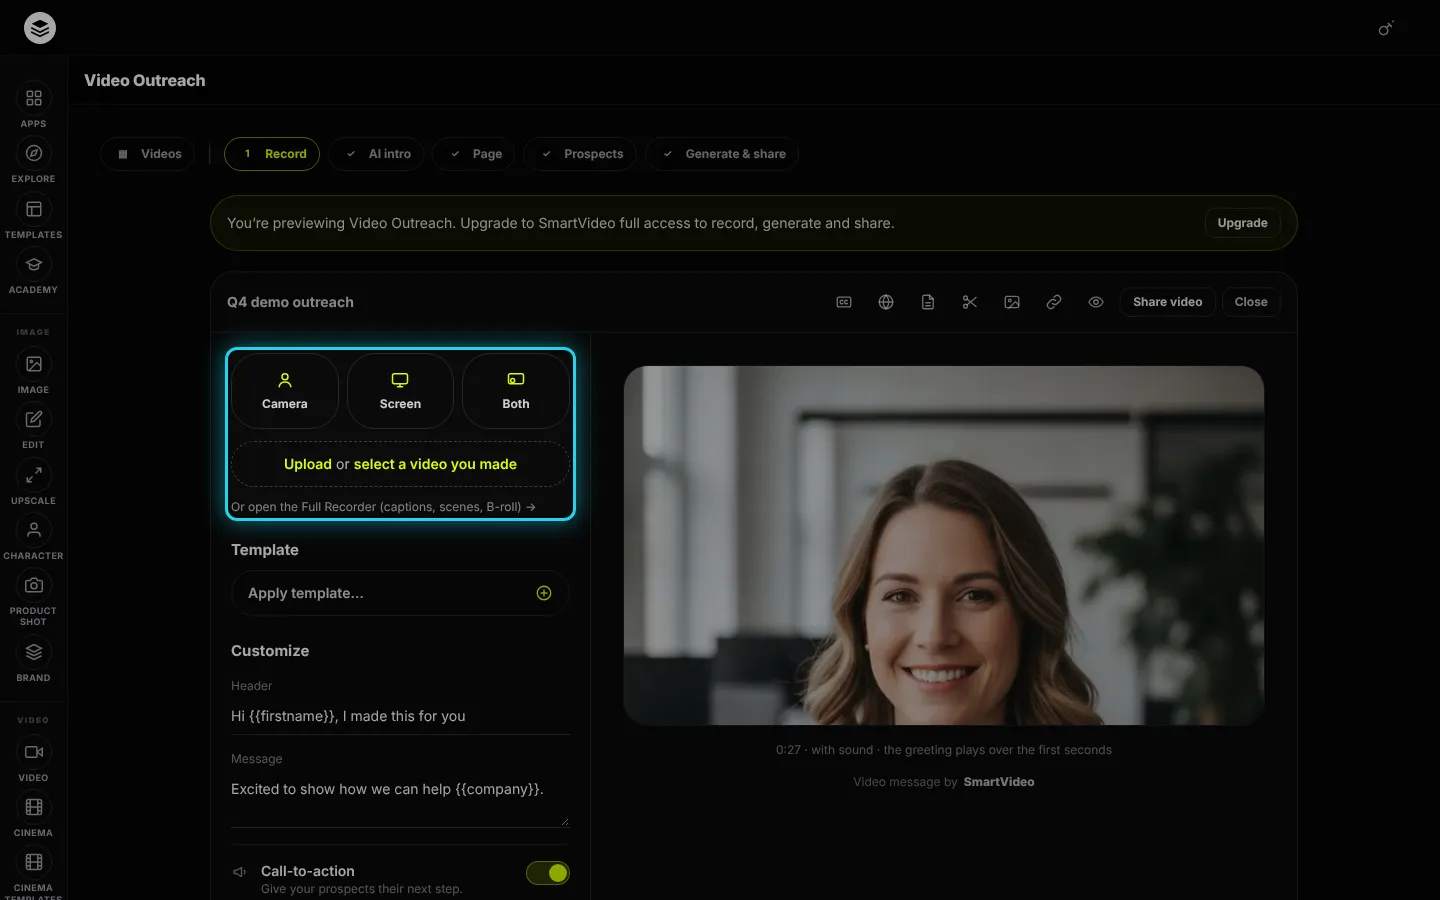 Video Outreach
APPS
EXPLORE
TEMPLATES
ACADEMY
IMAGE
IMAGE
EDIT
UPSCALE
CHARACTER
PRODUCT
SHOT
BRAND
VIDEO
VIDEO
CINEMA
CINEMA
TEMPLATES
Videos
1 Record
AI intro
Page
Prospects
Generate & share
You're previewing Video Outreach. Upgrade to SmartVideo full access to record, generate and share.
Upgrade
Q4 demo outreach
CC
Share video
Close
Camera
Screen
Both
Upload or select a video you made
Or open the Full Recorder (captions, scenes, B-roll) →
Template
Apply template...
Customize
Header
Hi {{firstname}}, I made this for you
Message
Excited to show how we can help {{company}}.
Call-to-action
Give your prospects their next step.
0:27 · with sound · the greeting plays over the first seconds
Video message by SmartVideo